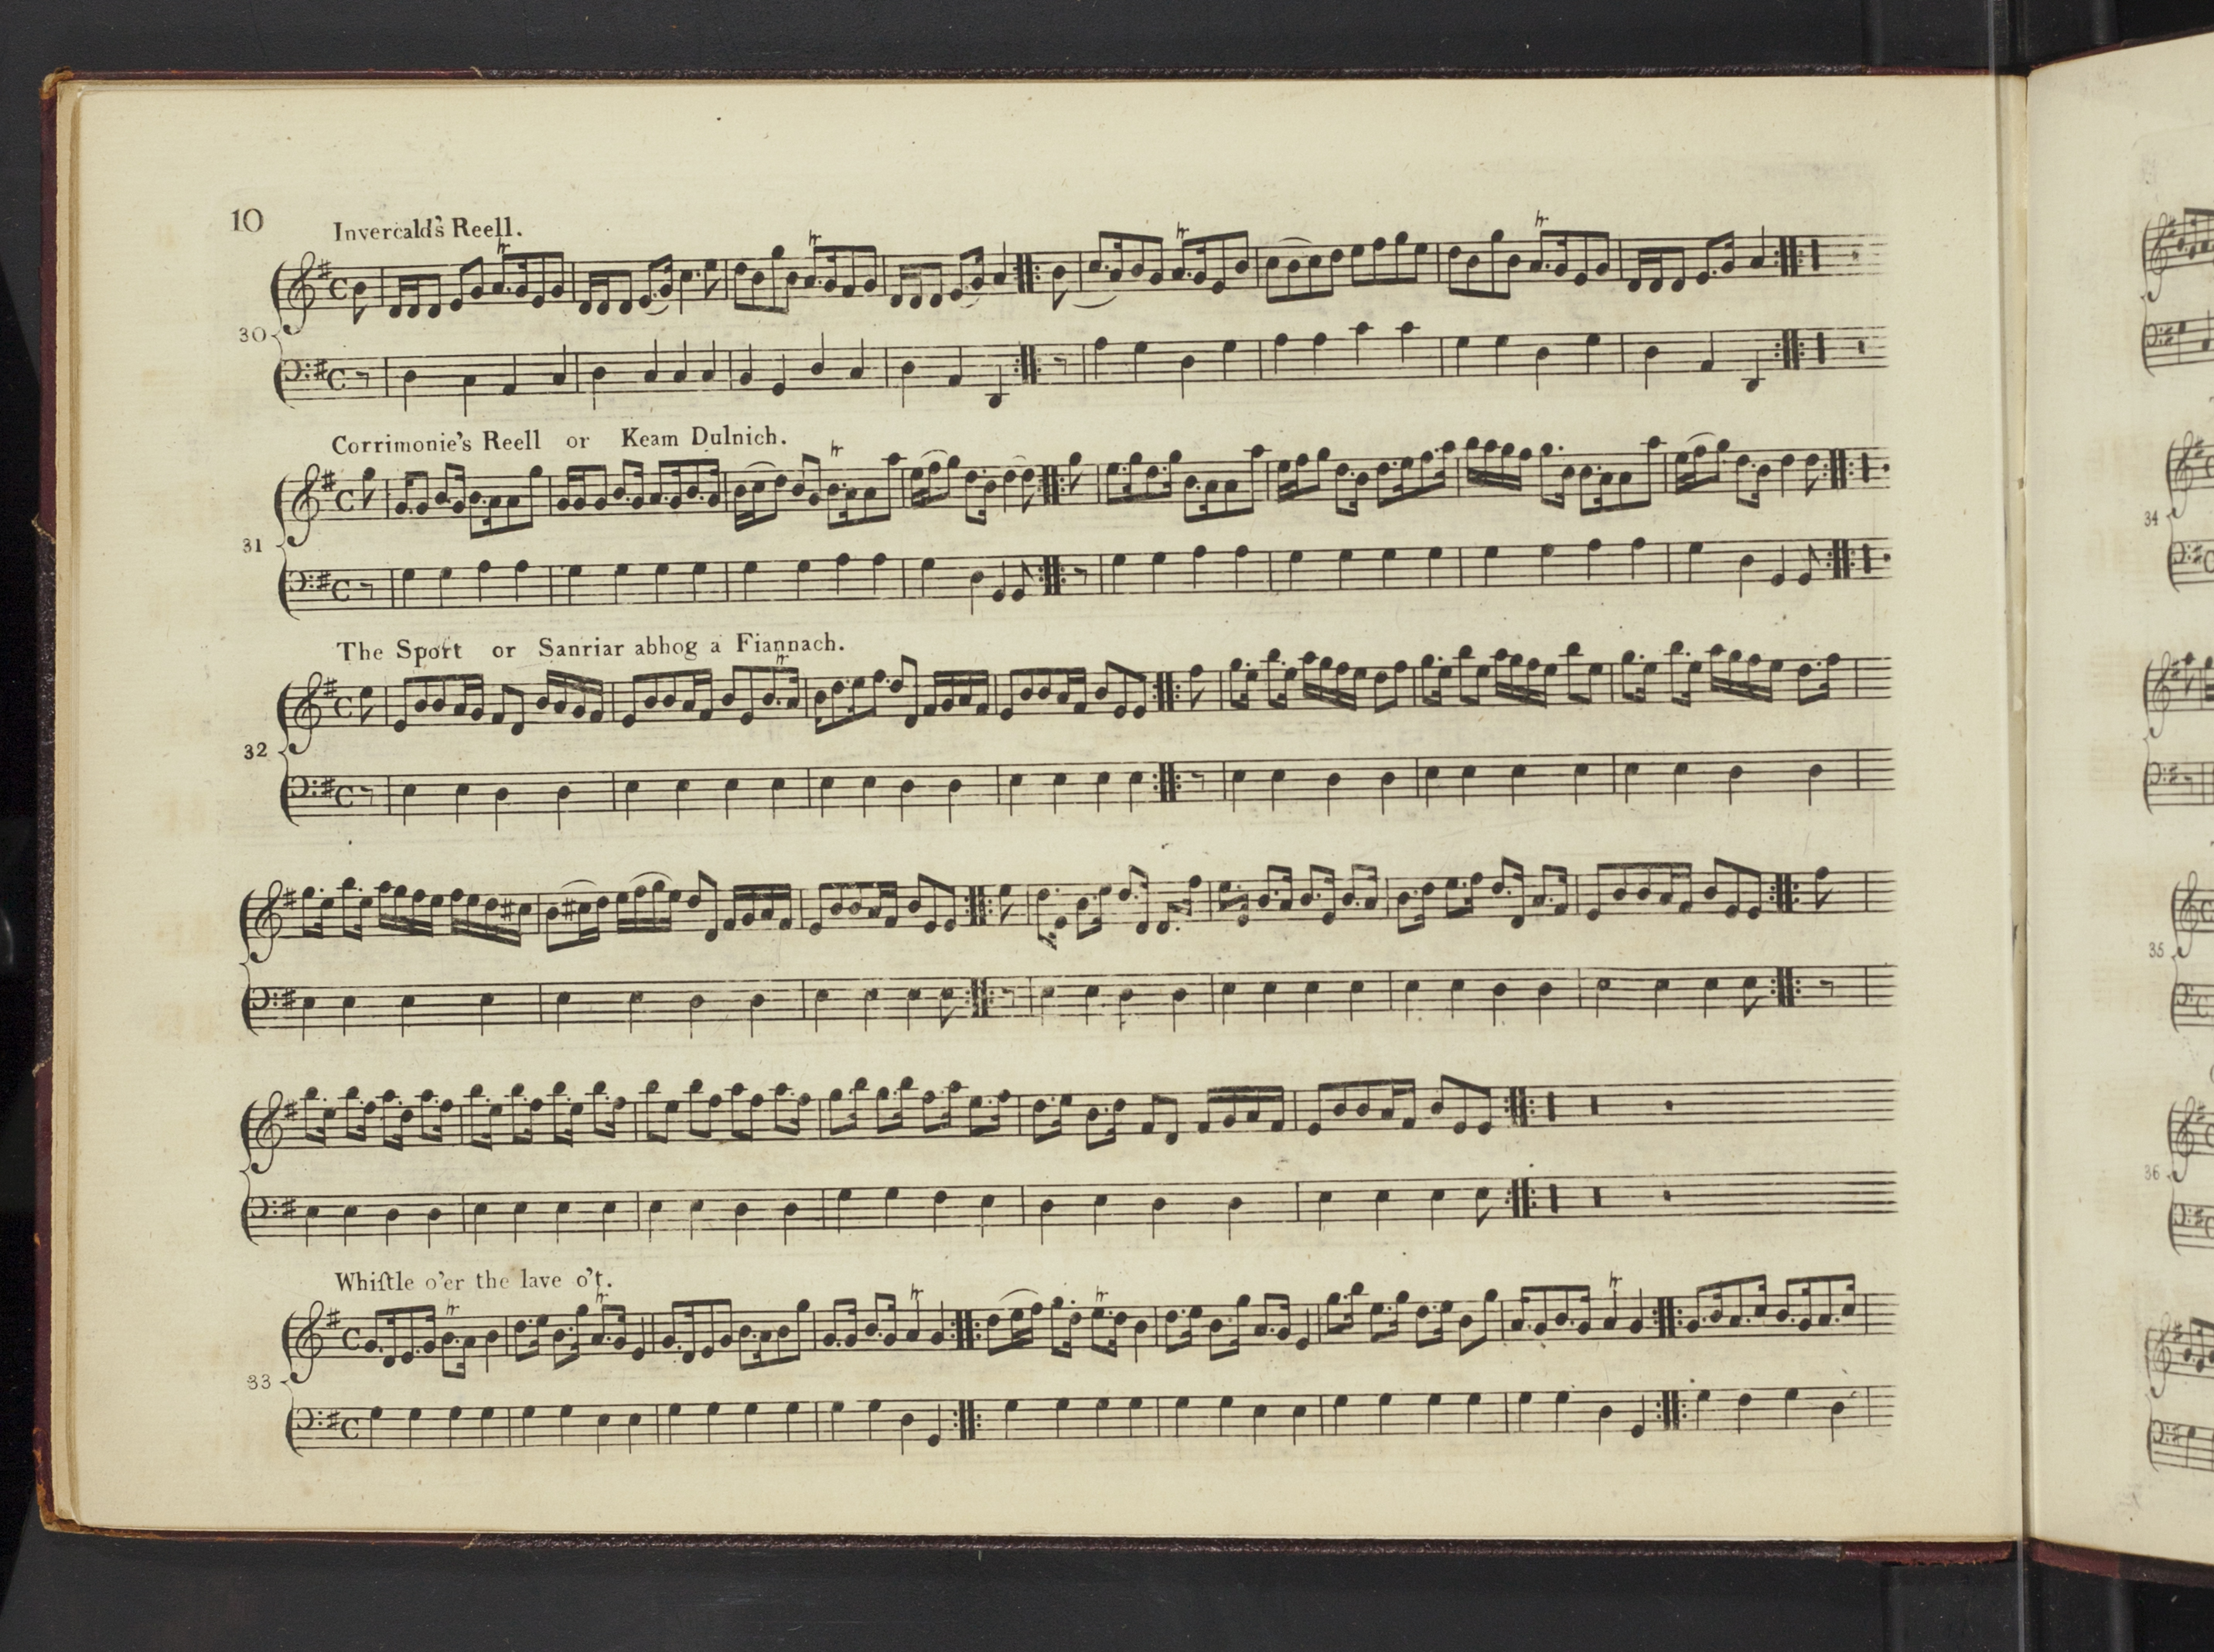 10
Invercald's Reell.
30
Corrimonie's Reell or Keam Dulnich.
31
The Sport or Sanriar abhog a Fiannach.
32
Whiſtle o'er the lave o't.
33
34
35
36